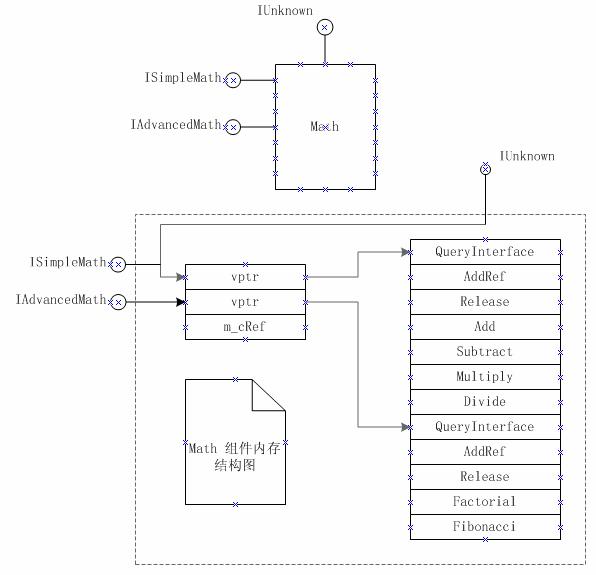 IUnknown
ISimpleMath
IAdvancedMath
Math
IUnknown
ISimpleMath
IAdvancedMath
vptr
vptr
m_cRef
QueryInterface
AddRef
Release
Add
Subtract
Multiply
Divide
QueryInterface
AddRef
Release
Factorial
Fibonacci
Math 组件内存
结构图